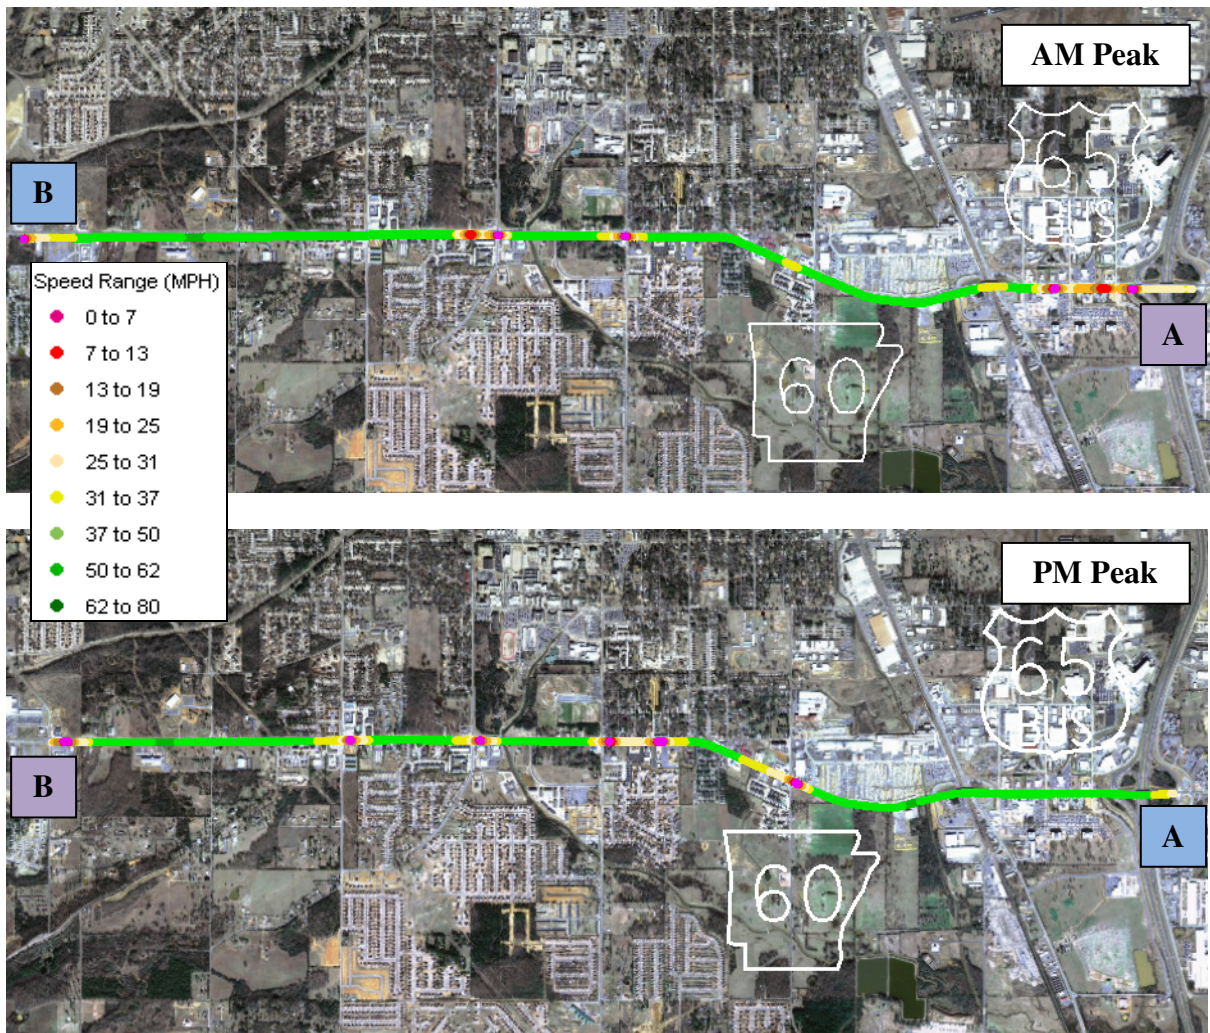 AM Peak
65
BUS
B
A
60
Speed Range (MPH)
0 to 7
7 to 13
13 to 19
19 to 25
25 to 31
31 to 37
37 to 50
50 to 62
62 to 80
PM Peak
65
BUS
B
A
60